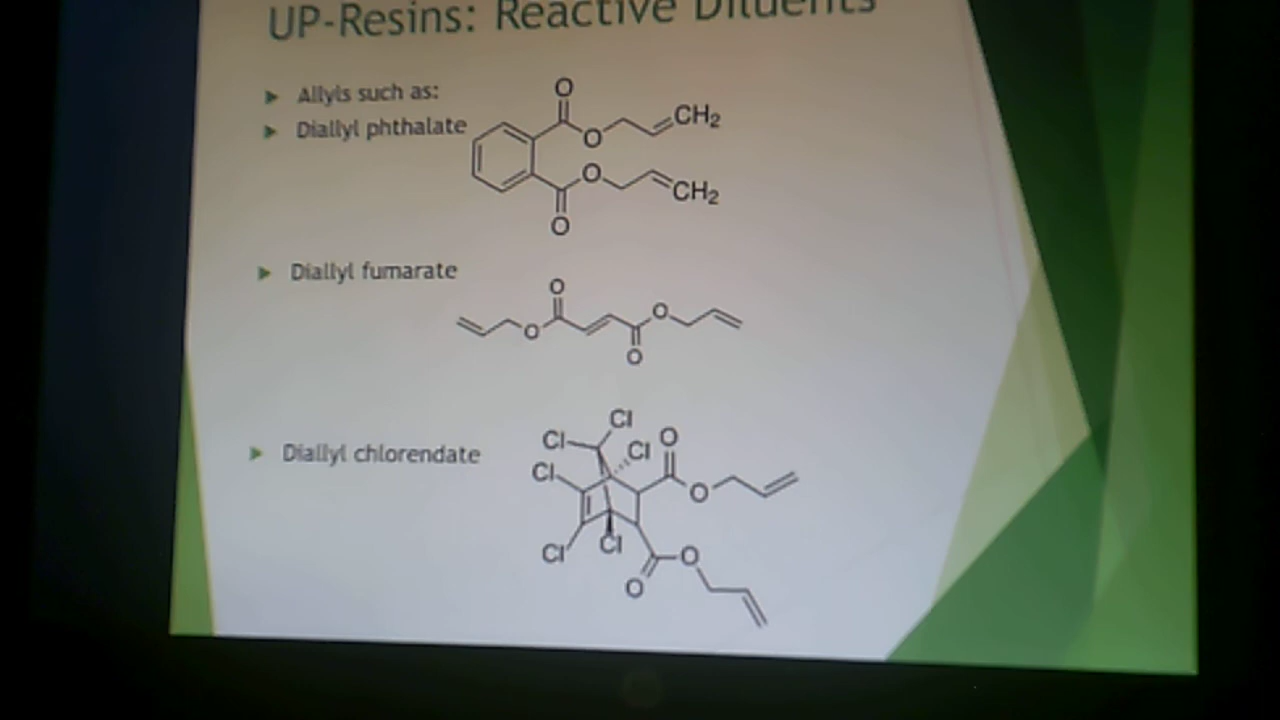 UP-Resins: Reactive Diluents
Allyls such as:
Diallyl phthalate
O
O
CH2
O
CH2
O
Diallyl fumarate
O
O
O
O
Diallyl chlorendate
Cl
Cl
Cl
Cl
O
O
Cl
Cl
O
O